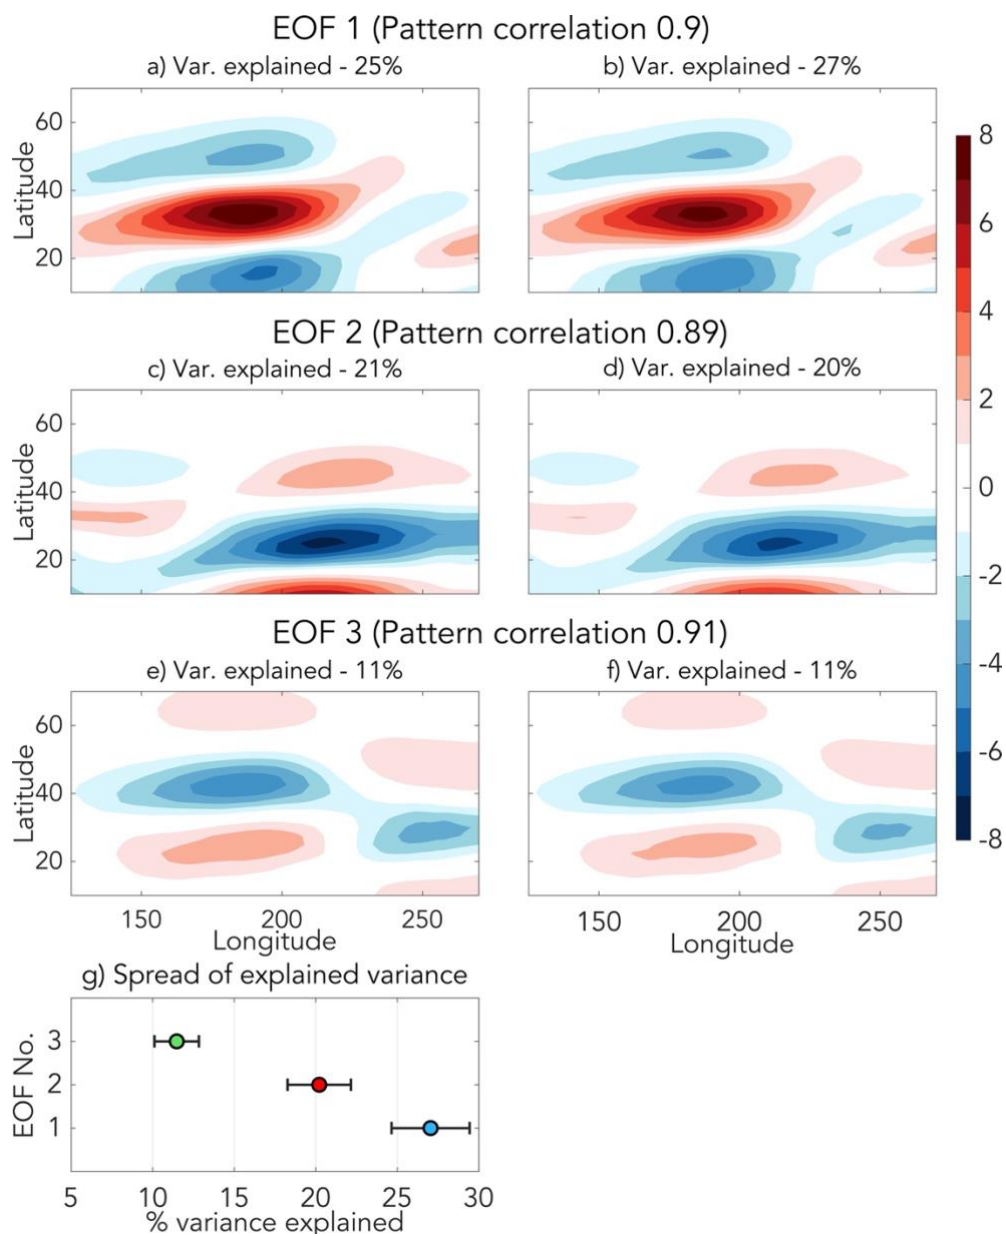 EOF 1 (Pattern correlation 0.9)
a) Var. explained - 25%
b) Var. explained - 27%
Latitude
60
40
20
8
6
4
2
0
-2
-4
-6
-8
EOF 2 (Pattern correlation 0.89)
c) Var. explained - 21%
d) Var. explained - 20%
Latitude
60
40
20
EOF 3 (Pattern correlation 0.91)
e) Var. explained - 11%
f) Var. explained - 11%
Latitude
60
40
20
150 200 250
Longitude
150 200 250
Longitude
g) Spread of explained variance
EOF No.
3
2
1
5 10 15 20 25 30
% variance explained